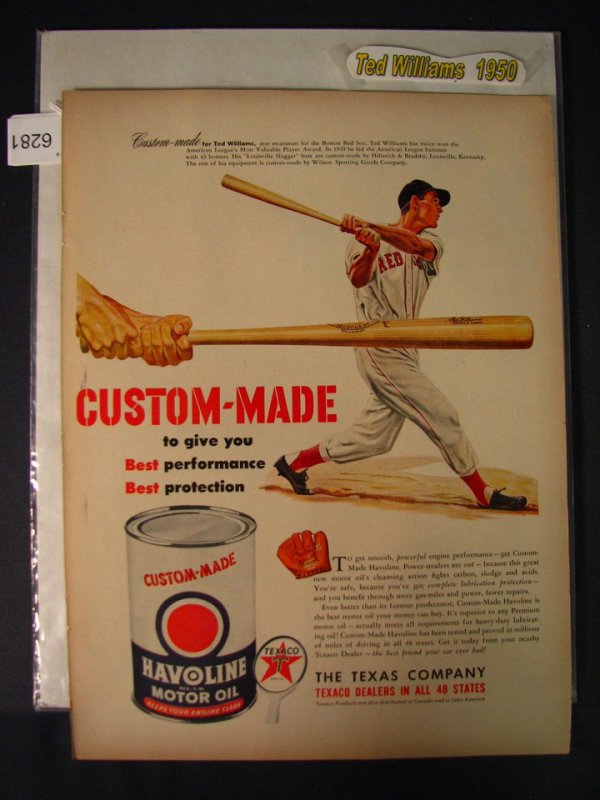 Ted Williams 1950
6281
Custom-made for Ted Williams, star swatsman for the Boston Red Sox. Ted Williams has twice won the
American League's Most Valuable Player Award. In 1949 he led the American League batsmen
with 43 homers. His "Louisville Slugger" bats are custom-made by Hillerich & Bradsby, Louisville, Kentucky.
The rest of his equipment is custom-made by Wilson Sporting Goods Company.
RED S
CUSTOM-MADE
to give you
Best performance
Best protection
CUSTOM-MADE
HAVOLINE
REG. T.M.
MOTOR OIL
KEEPS YOUR ENGINE CLEAN
TEXACO
T
To get smooth, powerful engine performance—get Custom-
Made Havoline. Power-stealers are out — because this great
new motor oil's cleansing action fights carbon, sludge and acids.
You're safe, because you've got complete lubrication protection—
and you benefit through more gas-miles and power, fewer repairs.
Even better than its famous predecessor, Custom-Made Havoline is
the best motor oil your money can buy. It's superior to any Premium
motor oil — actually meets all requirements for heavy-duty lubricat-
ing oil! Custom-Made Havoline has been tested and proved in millions
of miles of driving in all 48 states. Get it today from your nearby
Texaco Dealer — the best friend your car ever had!
THE TEXAS COMPANY
TEXACO DEALERS IN ALL 48 STATES
Texaco Products are also distributed in Canada and in Latin America